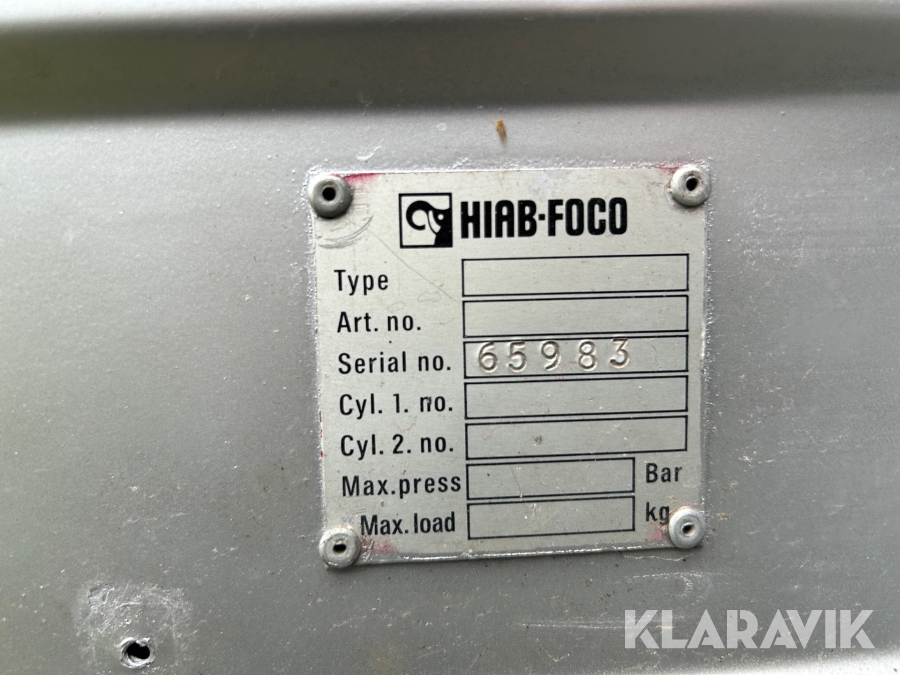 HIAB-FOCO
Type
Art. no.
Serial no. 65983
Cyl. 1. no.
Cyl. 2. no.
Max.press Bar
Max. load kg
KLARAVIK